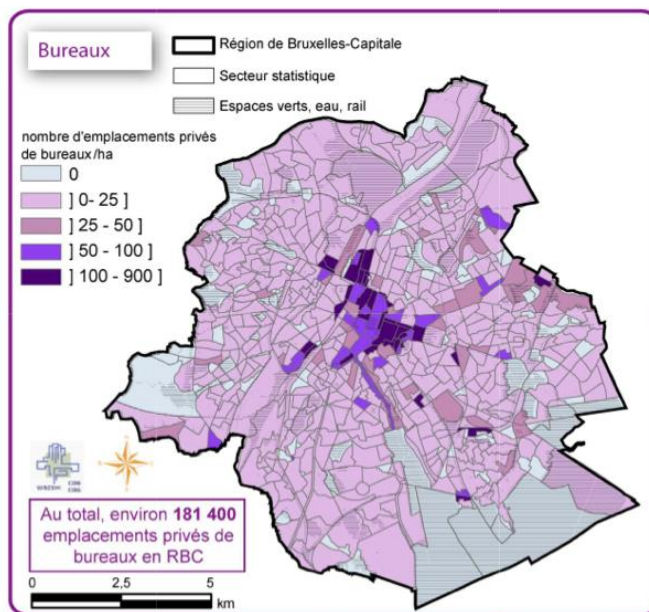 Bureaux
Région de Bruxelles-Capitale
Secteur statistique
Espaces verts, eau, rail
nombre d'emplacements privés
de bureaux/ha
0
] 0- 25 ]
] 25 - 50 ]
] 50 - 100 ]
] 100 - 900 ]
Au total, environ 181 400
emplacements privés de
bureaux en RBC
0 2,5 5
km